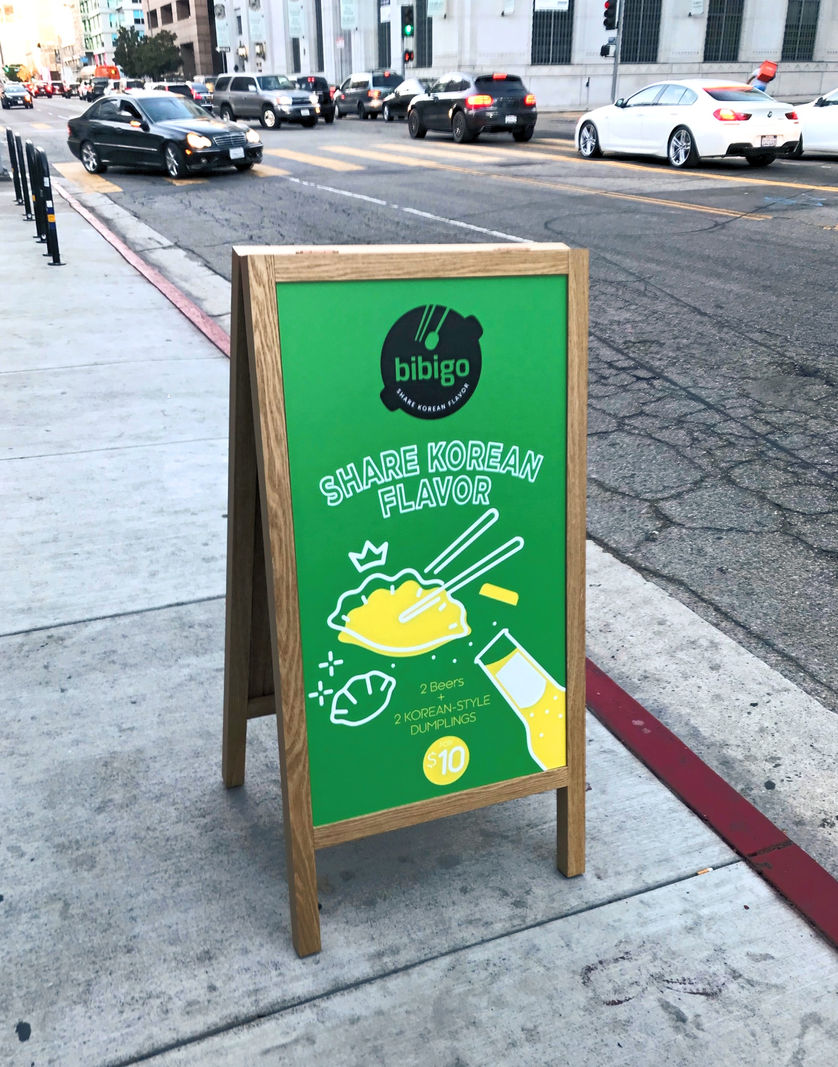 bibigo
SHARE KOREAN FLAVOR
SHARE KOREAN
FLAVOR
2 Beers
+
2 KOREAN-STYLE
DUMPLINGS
$10